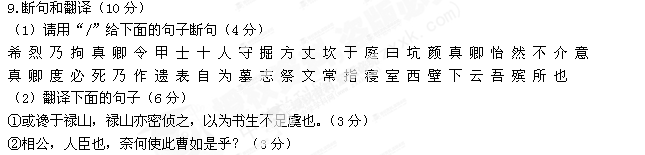 9.断句和翻译（10 分）
（1）请用“/”给下面的句子断句（4 分）
希 烈 乃 拘 真 卿 令 甲 士 十 人 守 掘 方 丈 坎 于 庭 曰 坑 颜 真 卿 怡 然 不 介 意
真 卿 度 必 死 乃 作 遗 表 自 为 墓 志 祭 文 常 指 寝 室 西 壁 下 云 吾 殡 所 也
（2）翻译下面的句子（6 分）
①或谗于禄山，禄山亦密侦之，以为书生不足虞也。（3 分）
②相公，人臣也，奈何使此曹如是乎？（3 分）